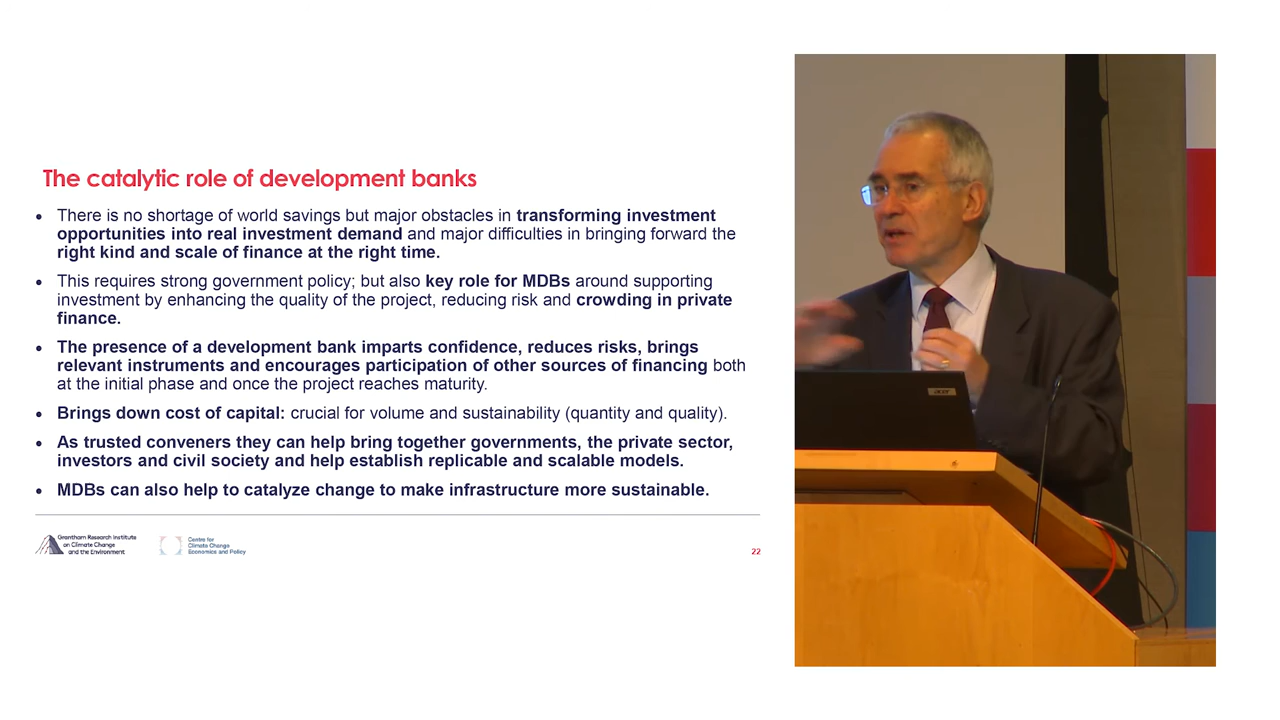 The catalytic role of development banks
• There is no shortage of world savings but major obstacles in transforming investment
opportunities into real investment demand and major difficulties in bringing forward the
right kind and scale of finance at the right time.
• This requires strong government policy; but also key role for MDBs around supporting
investment by enhancing the quality of the project, reducing risk and crowding in private
finance.
• The presence of a development bank imparts confidence, reduces risks, brings
relevant instruments and encourages participation of other sources of financing both
at the initial phase and once the project reaches maturity.
• Brings down cost of capital: crucial for volume and sustainability (quantity and quality).
• As trusted conveners they can help bring together governments, the private sector,
investors and civil society and help establish replicable and scalable models.
• MDBs can also help to catalyze change to make infrastructure more sustainable.
Grantham Research Institute
on Climate Change
and the Environment
Centre for
Climate Change
Economics and Policy
22
acer